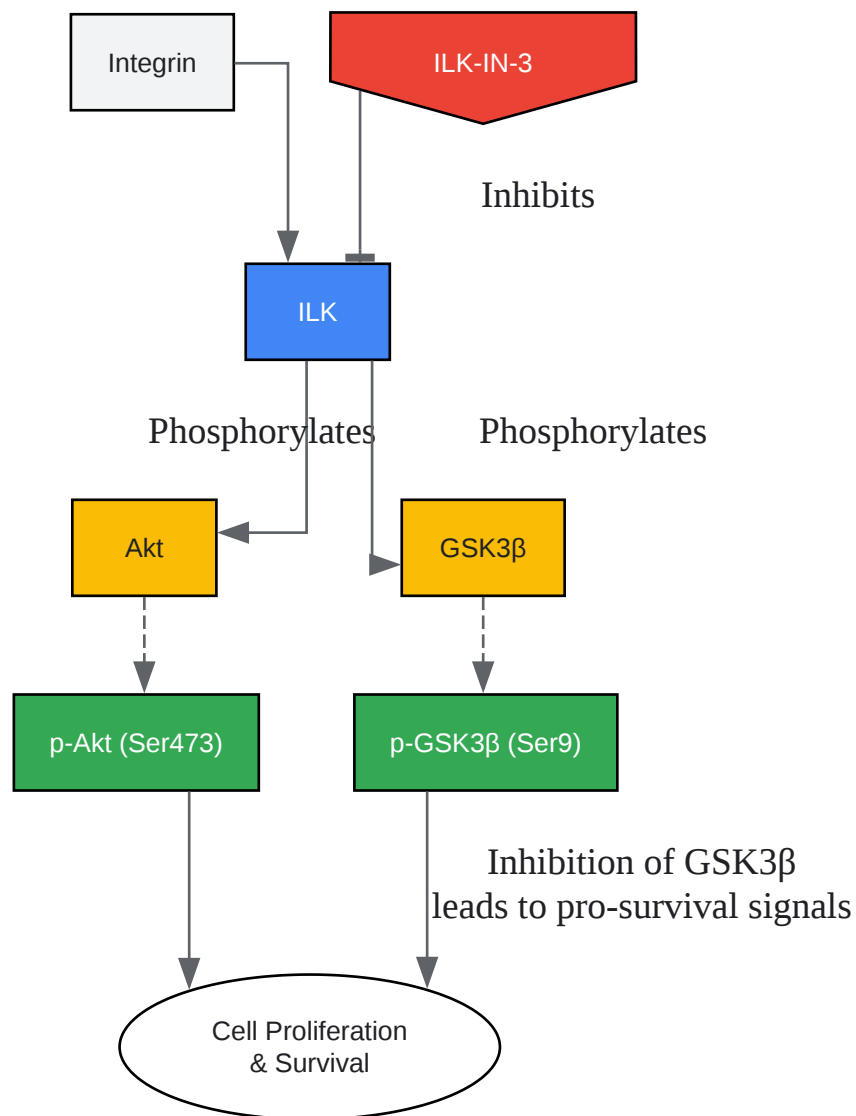 Integrin
ILK-IN-3
Inhibits
ILK
Phosphorylates
Phosphorylates
Akt
GSK3β
p-Akt (Ser473)
p-GSK3β (Ser9)
Inhibition of GSK3β
leads to pro-survival signals
Cell Proliferation
& Survival